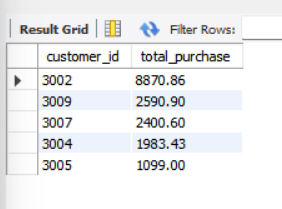 Result Grid Filter Rows:
customer_id total_purchase
3002 8870.86
3009 2590.90
3007 2400.60
3004 1983.43
3005 1099.00